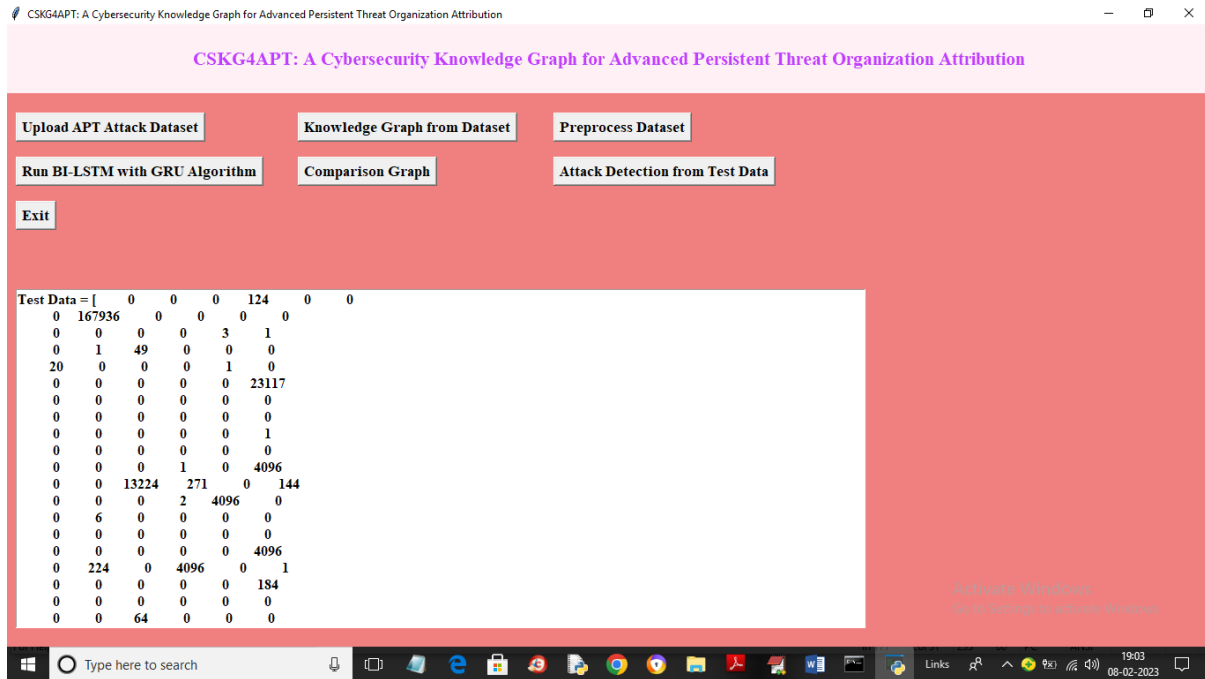 CSKG4APT: A Cybersecurity Knowledge Graph for Advanced Persistent Threat Organization Attribution
CSKG4APT: A Cybersecurity Knowledge Graph for Advanced Persistent Threat Organization Attribution
Upload APT Attack Dataset Knowledge Graph from Dataset Preprocess Dataset
Run BI-LSTM with GRU Algorithm Comparison Graph Attack Detection from Test Data
Exit
Test Data = [ 0 0 0 124 0 0
0 167936 0 0 0 0
0 0 0 0 3 1
0 1 49 0 0 0
20 0 0 0 1 0
0 0 0 0 0 23117
0 0 0 0 0 0
0 0 0 0 0 0
0 0 0 0 0 1
0 0 0 0 0 0
0 0 0 1 0 4096
0 0 13224 271 0 144
0 0 0 2 4096 0
0 6 0 0 0 0
0 0 0 0 0 0
0 0 0 0 0 4096
0 224 0 4096 0 1
0 0 0 0 0 184
0 0 0 0 0 0
0 0 64 0 0 0
Activate Windows
Go to Settings to activate Windows.
Type here to search
Links
19:03
08-02-2023